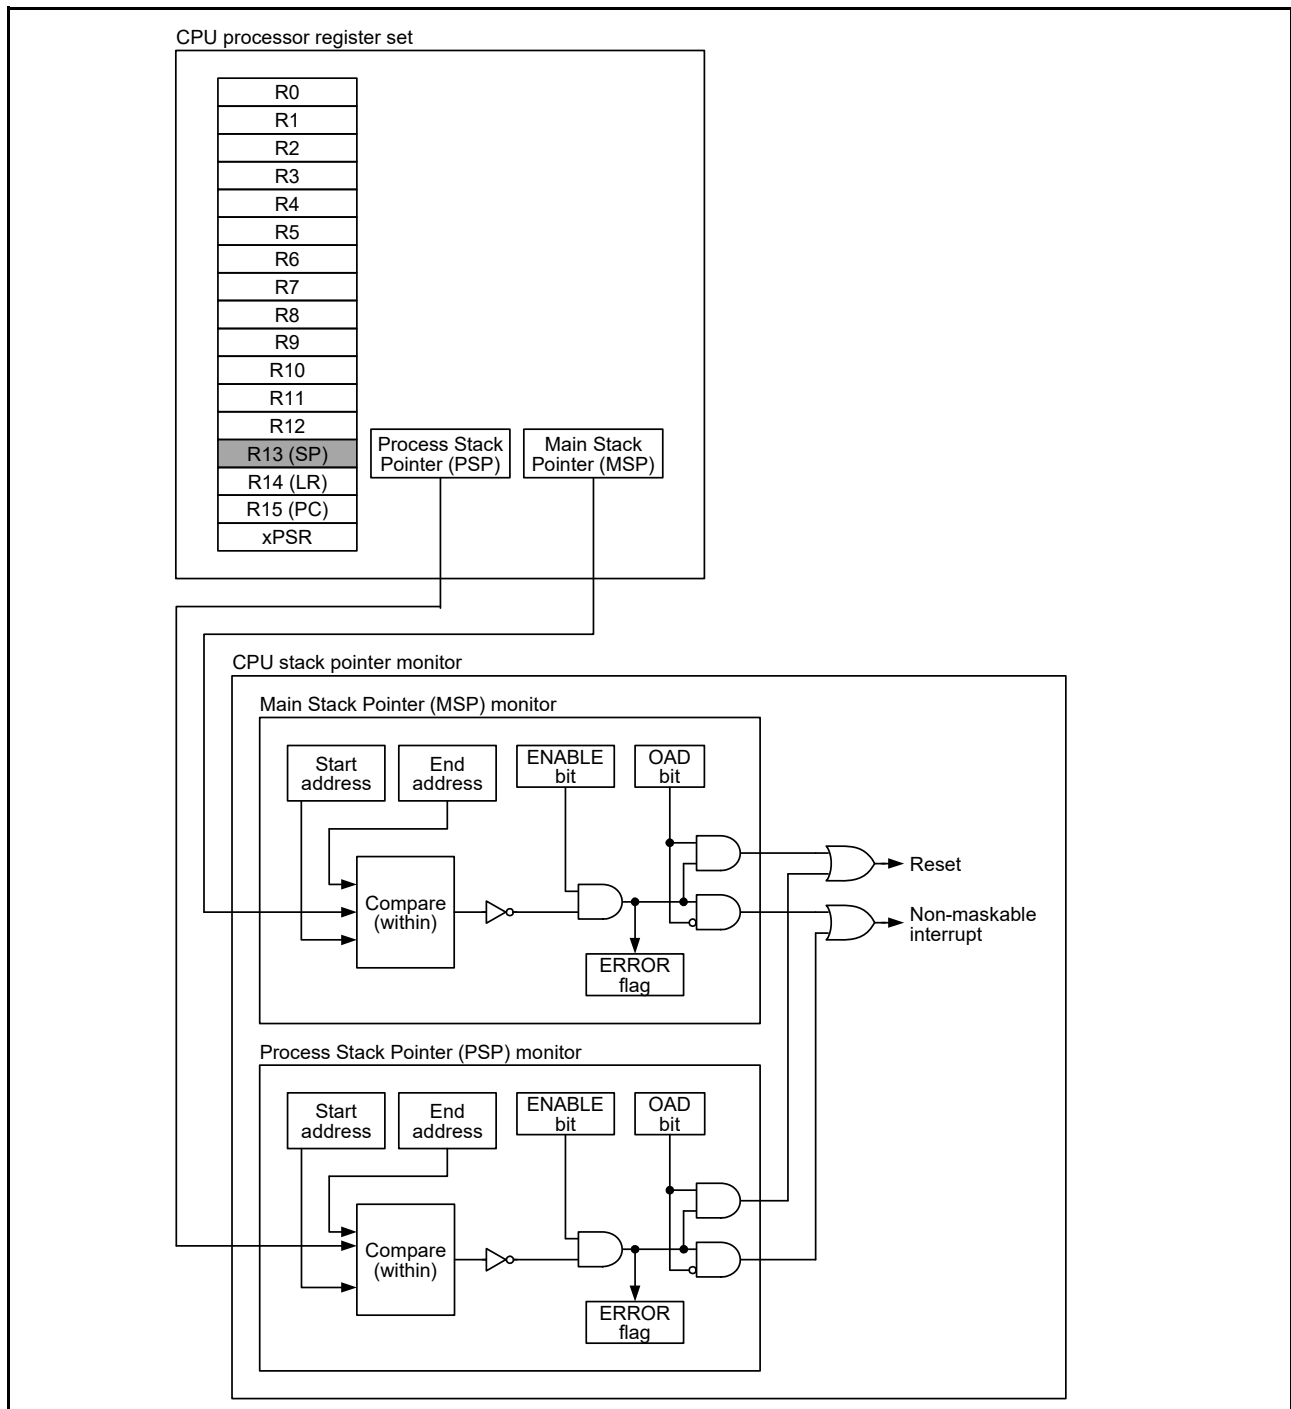 CPU processor register set
R0
R1
R2
R3
R4
R5
R6
R7
R8
R9
R10
R11
R12
R13 (SP)
R14 (LR)
R15 (PC)
xPSR
Process Stack
Pointer (PSP)
Main Stack
Pointer (MSP)
CPU stack pointer monitor
Main Stack Pointer (MSP) monitor
Start
address
End
address
ENABLE
bit
OAD
bit
Compare
(within)
ERROR
flag
Reset
Non-maskable
interrupt
Process Stack Pointer (PSP) monitor
Start
address
End
address
ENABLE
bit
OAD
bit
Compare
(within)
ERROR
flag